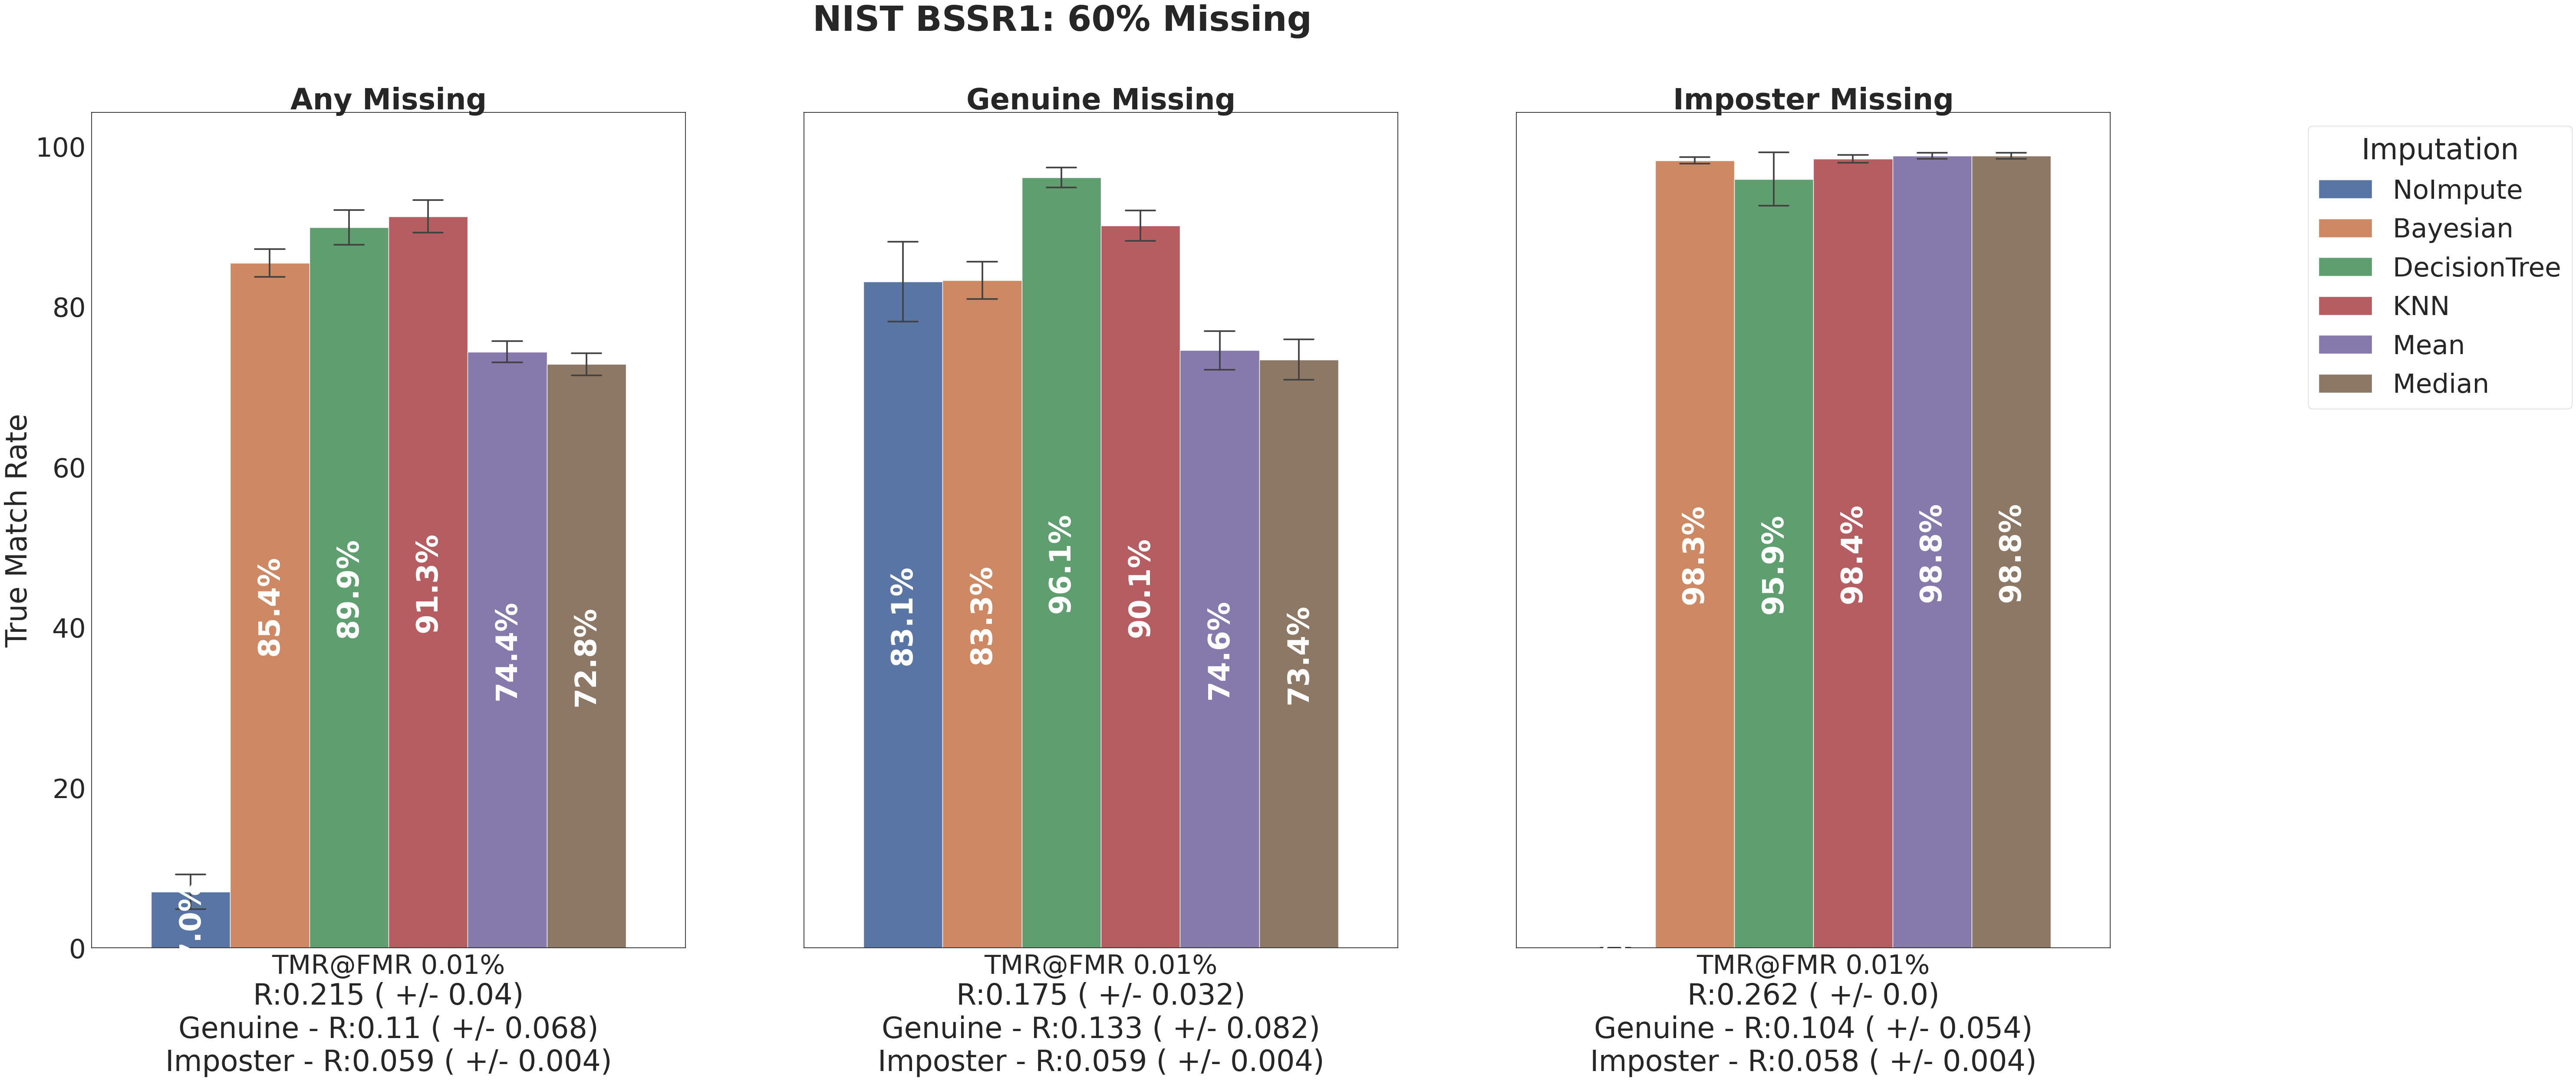 NIST BSSR1: 60% Missing
Any Missing
Genuine Missing
Imposter Missing
True Match Rate
100
80
60
40
20
0
85.4%
89.9%
91.3%
74.4%
72.8%
83.1%
83.3%
96.1%
90.1%
74.6%
73.4%
98.3%
95.9%
98.4%
98.8%
98.8%
Imputation
NoImpute
Bayesian
DecisionTree
KNN
Mean
Median
TMR@FMR 0.01%
R:0.215 ( +/- 0.04)
Genuine - R:0.11 ( +/- 0.068)
Imposter - R:0.059 ( +/- 0.004)
TMR@FMR 0.01%
R:0.175 ( +/- 0.032)
Genuine - R:0.133 ( +/- 0.082)
Imposter - R:0.059 ( +/- 0.004)
TMR@FMR 0.01%
R:0.262 ( +/- 0.0)
Genuine - R:0.104 ( +/- 0.054)
Imposter - R:0.058 ( +/- 0.004)